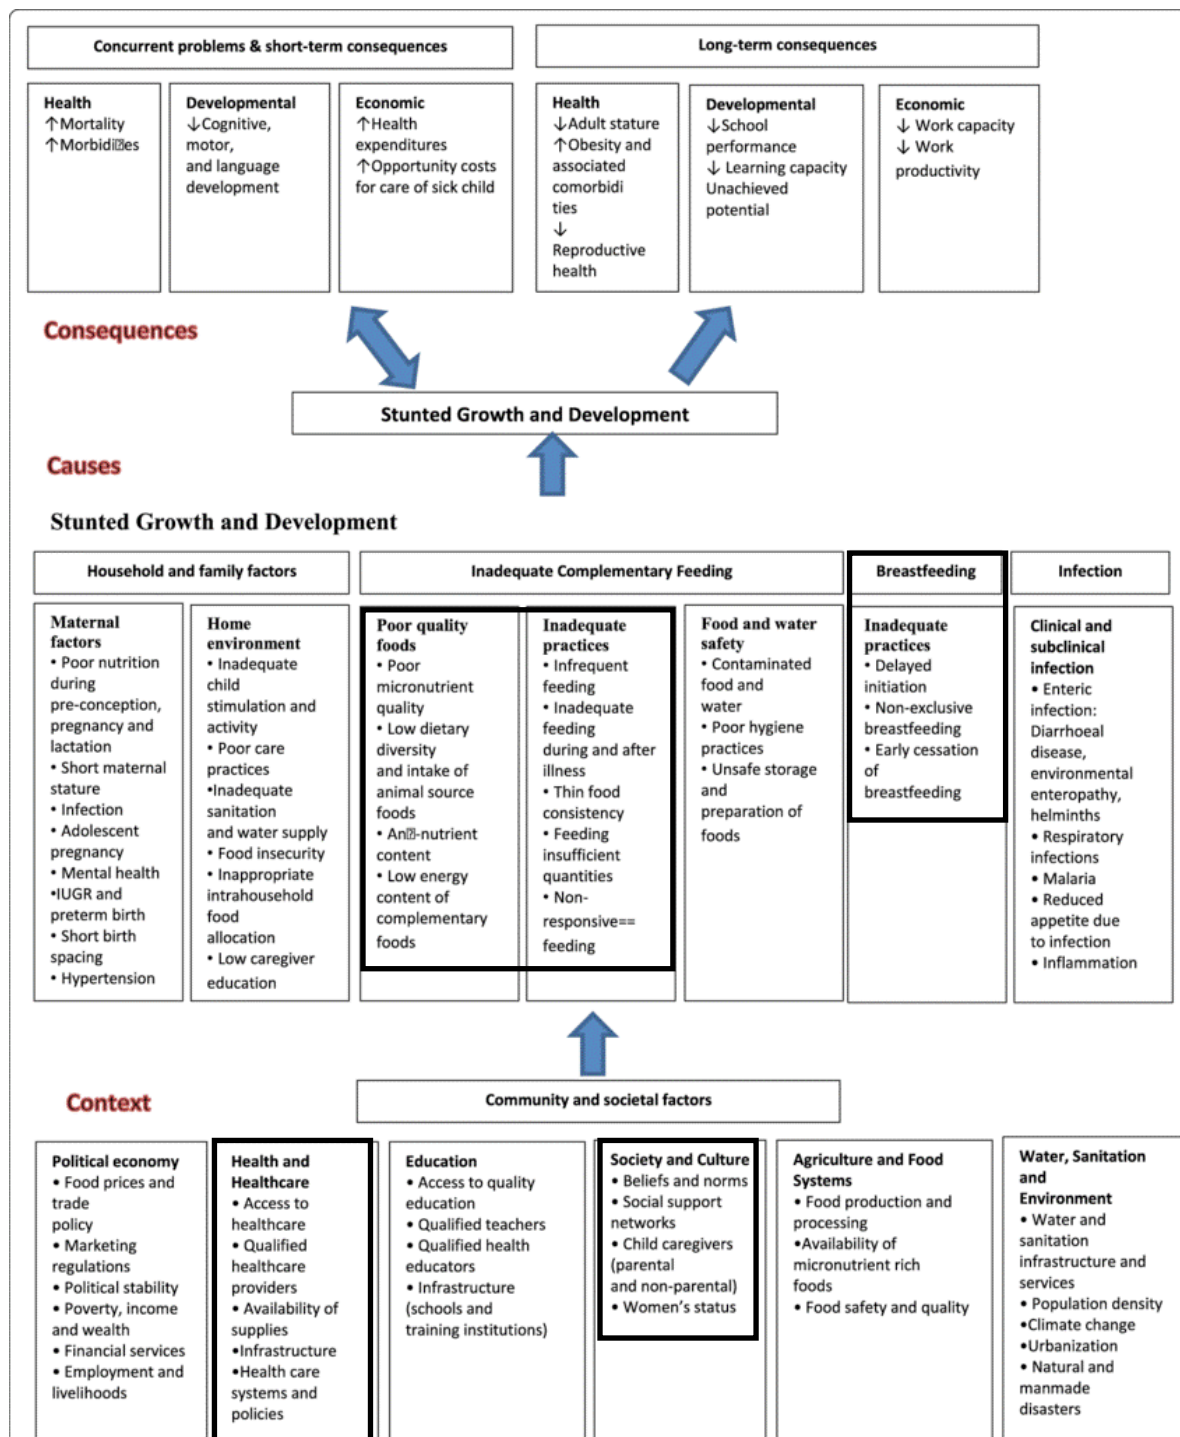 Concurrent problems & short-term consequences
Long-term consequences
Health
↑Mortality
↑Morbidi⍰es
Developmental
↓Cognitive,
motor,
and language
development
Economic
↑Health
expenditures
↑Opportunity costs
for care of sick child
Health
↓Adult stature
↑Obesity and
associated
comorbidi
ties
↓
Reproductive
health
Developmental
↓School
performance
↓ Learning capacity
Unachieved
potential
Economic
↓ Work capacity
↓ Work
productivity
Consequences
Stunted Growth and Development
Causes
Stunted Growth and Development
Household and family factors
Inadequate Complementary Feeding
Breastfeeding
Infection
Maternal
factors
• Poor nutrition
during
pre-conception,
pregnancy and
lactation
• Short maternal
stature
• Infection
• Adolescent
pregnancy
• Mental health
•IUGR and
preterm birth
• Short birth
spacing
• Hypertension
Home
environment
• Inadequate
child
stimulation and
activity
• Poor care
practices
•Inadequate
sanitation
and water supply
• Food insecurity
• Inappropriate
intrahousehold
food
allocation
• Low caregiver
education
Poor quality
foods
• Poor
micronutrient
quality
• Low dietary
diversity
and intake of
animal source
foods
• An⍰-nutrient
content
• Low energy
content of
complementary
foods
Inadequate
practices
• Infrequent
feeding
• Inadequate
feeding
during and after
illness
• Thin food
consistency
• Feeding
insufficient
quantities
• Non-
responsive==
feeding
Food and water
safety
• Contaminated
food and
water
• Poor hygiene
practices
• Unsafe storage
and
preparation of
foods
Inadequate
practices
• Delayed
initiation
• Non-exclusive
breastfeeding
• Early cessation
of
breastfeeding
Clinical and
subclinical
infection
• Enteric
infection:
Diarrhoeal
disease,
environmental
enteropathy,
helminths
• Respiratory
infections
• Malaria
• Reduced
appetite due
to infection
• Inflammation
Context
Community and societal factors
Political economy
• Food prices and
trade
policy
• Marketing
regulations
• Political stability
• Poverty, income
and wealth
• Financial services
• Employment and
livelihoods
Health and
Healthcare
• Access to
healthcare
• Qualified
healthcare
providers
• Availability of
supplies
•Infrastructure
•Health care
systems and
policies
Education
• Access to quality
education
• Qualified teachers
• Qualified health
educators
• Infrastructure
(schools and
training institutions)
Society and Culture
• Beliefs and norms
• Social support
networks
• Child caregivers
(parental
and non-parental)
• Women's status
Agriculture and Food
Systems
• Food production and
processing
•Availability of
micronutrient rich
foods
• Food safety and quality
Water, Sanitation
and
Environment
• Water and
sanitation
infrastructure and
services
• Population density
•Climate change
•Urbanization
• Natural and
manmade
disasters